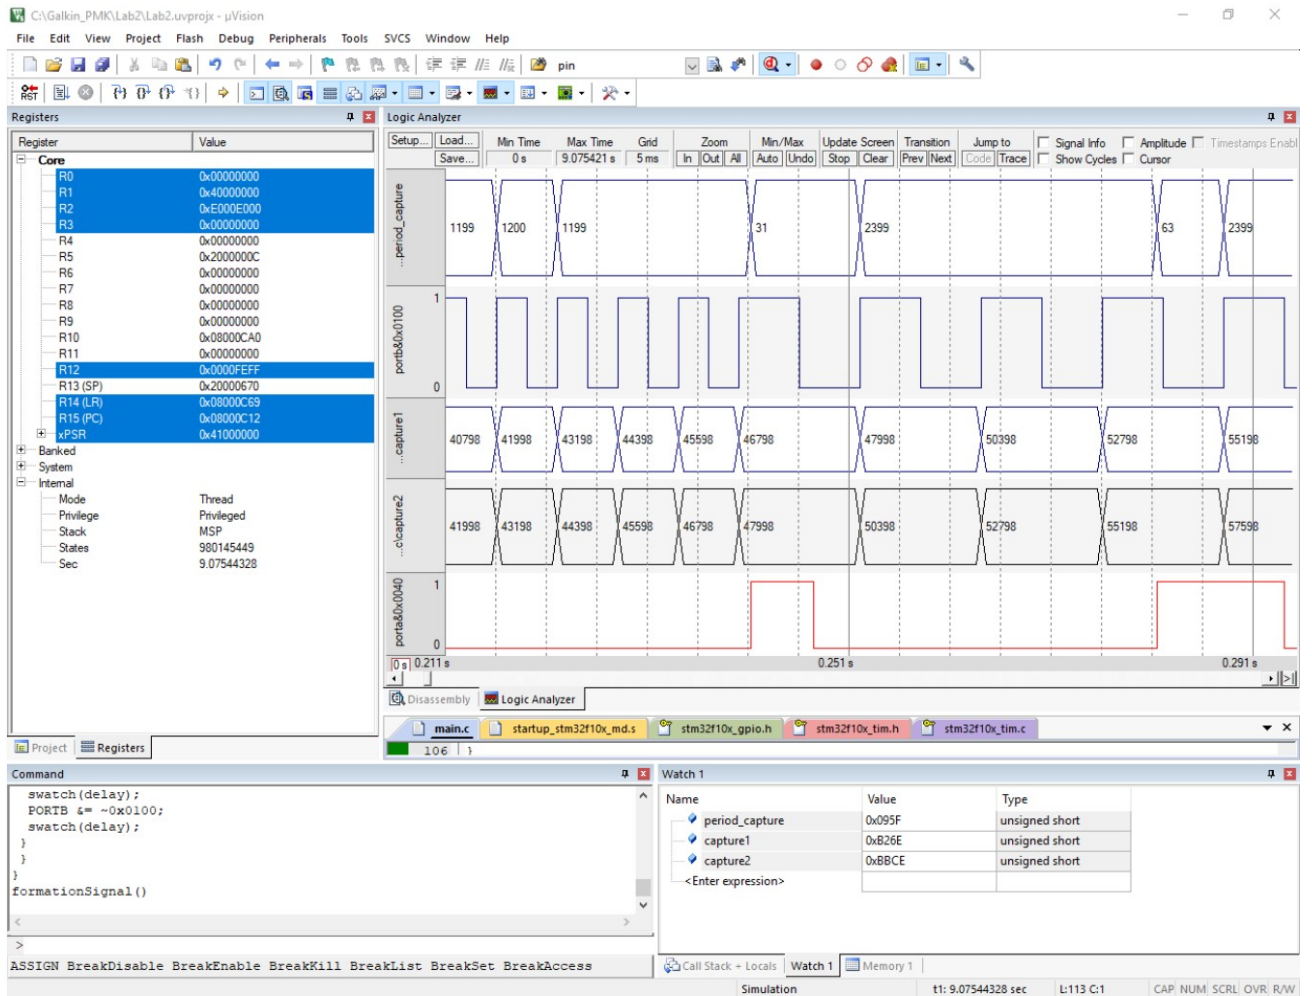 C:\Galkin_PMK\Lab2\Lab2.uvprojx - µVision
File Edit View Project Flash Debug Peripherals Tools SVCS Window Help
pin
RST
Registers
Register Value
Core
R0 0x00000000
R1 0x40000000
R2 0xE000E000
R3 0x00000000
R4 0x00000000
R5 0x2000000C
R6 0x00000000
R7 0x00000000
R8 0x00000000
R9 0x00000000
R10 0x08000CA0
R11 0x00000000
R12 0x0000FEFF
R13 (SP) 0x20000670
R14 (LR) 0x08000C69
R15 (PC) 0x08000C12
xPSR 0x41000000
Banked
System
Internal
Mode Thread
Privilege Privileged
Stack MSP
States 980145449
Sec 9.07544328
Project Registers
Logic Analyzer
Setup... Load... Min Time Max Time Grid Zoom Min/Max Update Screen Transition Jump to Signal Info Amplitude Timestamps Enabl
Save... 0 s 9.075421 s 5 ms In Out All Auto Undo Stop Clear Prev Next Code Trace Show Cycles Cursor
...period_capture
1199 1200 1199 31 2399 63 2399
portb&0x0100
1
0
...capture1
40798 41998 43198 44398 45598 46798 47998 50398 52798 55198
...c\capture2
41998 43198 44398 45598 46798 47998 50398 52798 55198 57598
porta&0x0040
1
0
0 s 0.211 s 0.251 s 0.291 s
Disassembly Logic Analyzer
main.c startup_stm32f10x_md.s stm32f10x_gpio.h stm32f10x_tim.h stm32f10x_tim.c
106 }
Command
swatch(delay);
PORTB &= ~0x0100;
swatch(delay);
}
}
}
formationSignal()
>
ASSIGN BreakDisable BreakEnable BreakKill BreakList BreakSet BreakAccess
Watch 1
Name Value Type
period_capture 0x095F unsigned short
capture1 0xB26E unsigned short
capture2 0xBBCE unsigned short
<Enter expression>
Call Stack + Locals Watch 1 Memory 1
Simulation t1: 9.07544328 sec L:113 C:1 CAP NUM SCRL OVR R/W